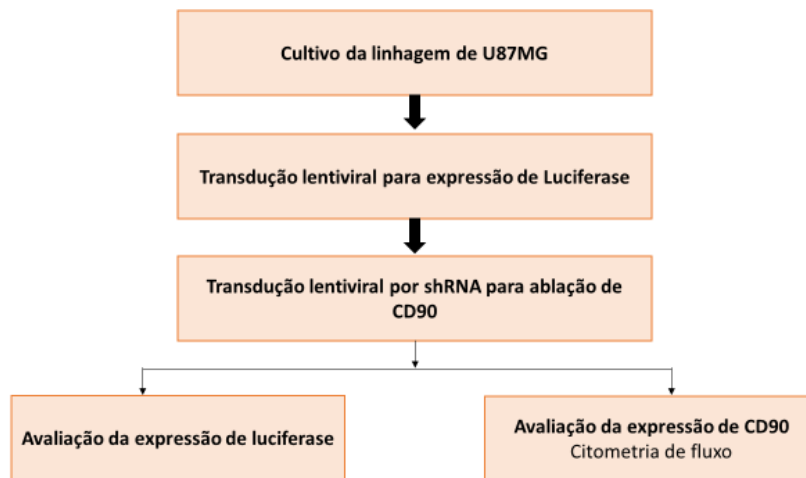 Cultivo da linhagem de U87MG
Transdução lentiviral para expressão de Luciferase
Transdução lentiviral por shRNA para ablação de
CD90
Avaliação da expressão de luciferase
Avaliação da expressão de CD90
Citometria de fluxo